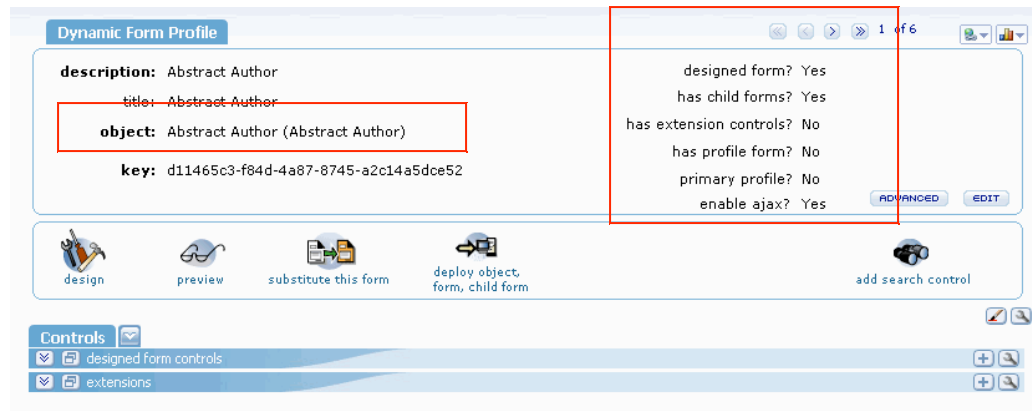 Dynamic Form Profile
1 of 6
description: Abstract Author
title: Abstract Author
object: Abstract Author (Abstract Author)
key: d11465c3-f84d-4a87-8745-a2c14a5dce52
designed form? Yes
has child forms? Yes
has extension controls? No
has profile form? No
primary profile? No
enable ajax? Yes
ADVANCED
EDIT
design
preview
substitute this form
deploy object,
form, child form
add search control
Controls
designed form controls
extensions